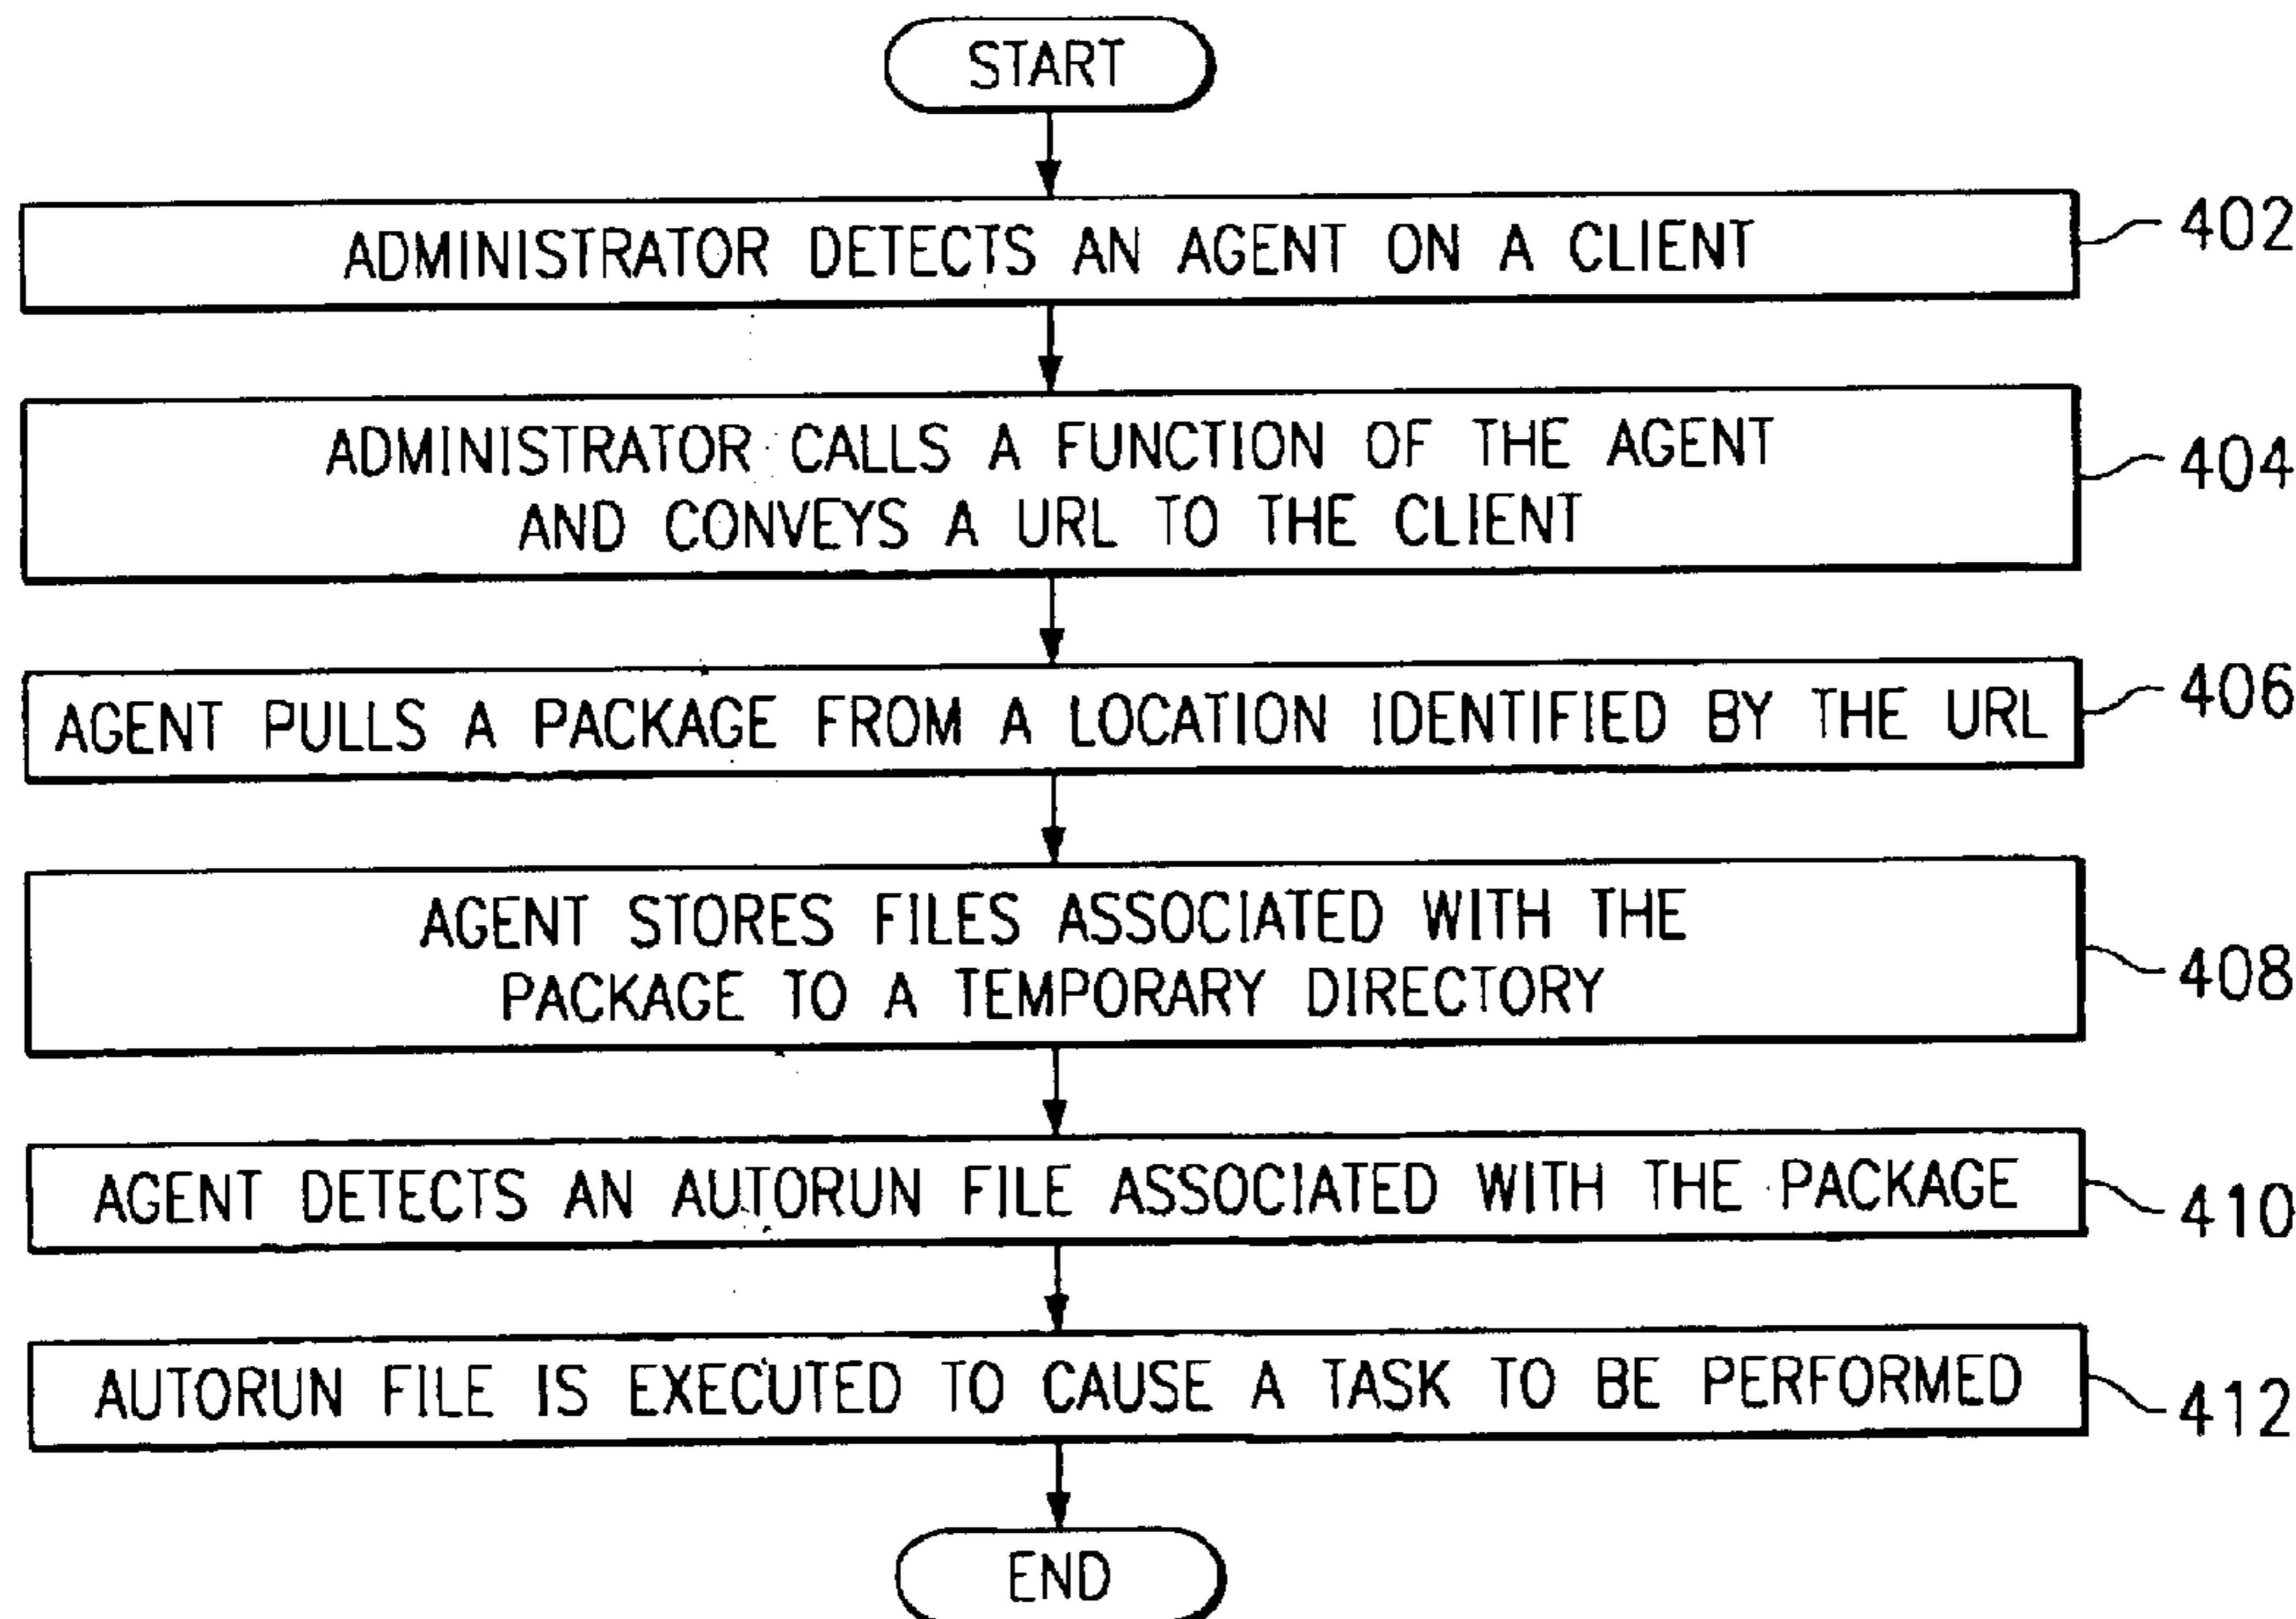 START
ADMINISTRATOR DETECTS AN AGENT ON A CLIENT
402
ADMINISTRATOR CALLS A FUNCTION OF THE AGENT
AND CONVEYS A URL TO THE CLIENT
404
AGENT PULLS A PACKAGE FROM A LOCATION IDENTIFIED BY THE URL
406
AGENT STORES FILES ASSOCIATED WITH THE
PACKAGE TO A TEMPORARY DIRECTORY
408
AGENT DETECTS AN AUTORUN FILE ASSOCIATED WITH THE PACKAGE
410
AUTORUN FILE IS EXECUTED TO CAUSE A TASK TO BE PERFORMED
412
END